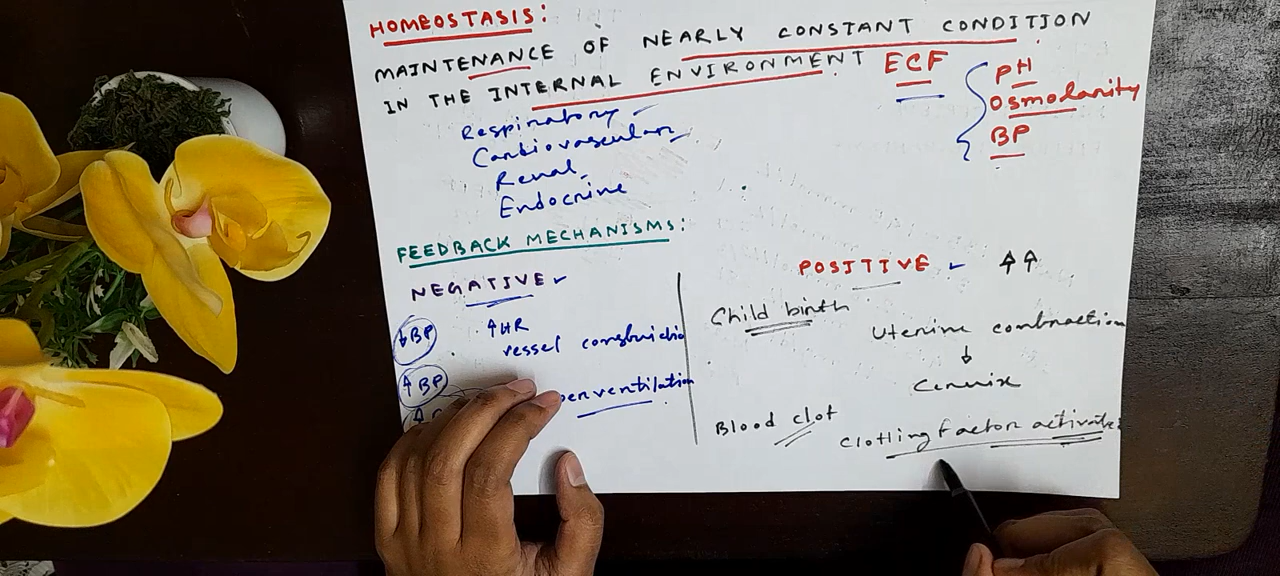 HOMEOSTASIS:
MAINTENANCE OF NEARLY CONSTANT CONDITION
IN THE INTERNAL ENVIRONMENT ECF
PH
Osmolarity
BP
Respiratory
Cardiovascular
Renal
Endocrine
FEEDBACK MECHANISMS:
NEGATIVE ✓
↓BP ↑HR
vessel constrictio
↑BP
perventilation
POSITIVE ✓ ↑↑
Child birth
Uterine contraction
↓
Cervix
Blood clot
Clotting factor activati